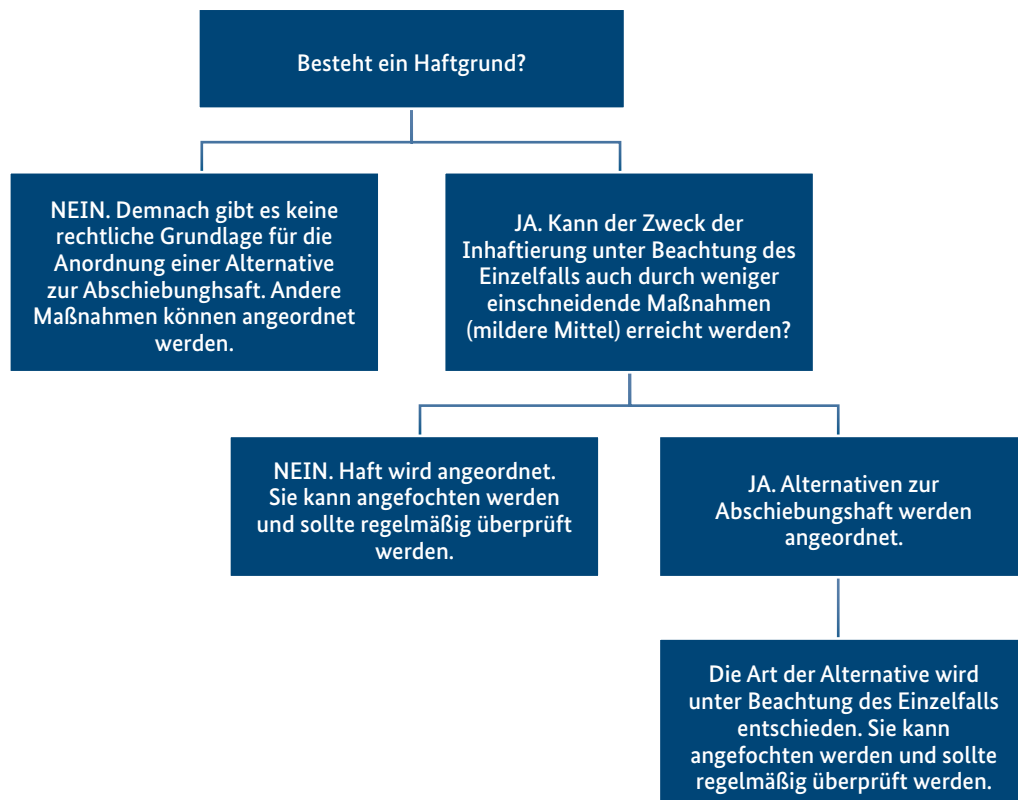 Besteht ein Haftgrund?
NEIN. Demnach gibt es keine
rechtliche Grundlage für die
Anordnung einer Alternative
zur Abschiebunghsaft. Andere
Maßnahmen können angeordnet
werden.
JA. Kann der Zweck der
Inhaftierung unter Beachtung des
Einzelfalls auch durch weniger
einschneidende Maßnahmen
(mildere Mittel) erreicht werden?
NEIN. Haft wird angeordnet.
Sie kann angefochten werden
und sollte regelmäßig überprüft
werden.
JA. Alternativen zur
Abschiebungshaft werden
angeordnet.
Die Art der Alternative wird
unter Beachtung des Einzelfalls
entschieden. Sie kann
angefochten werden und sollte
regelmäßig überprüft werden.